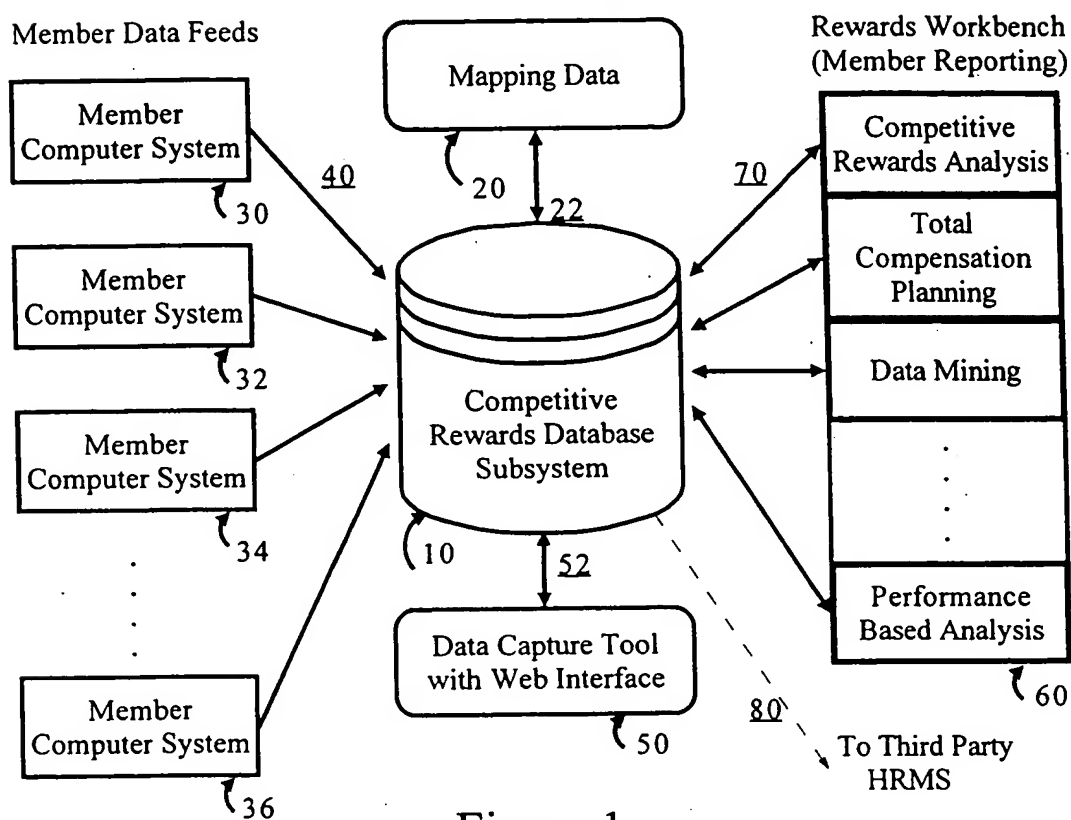 Member Data Feeds
Member
Computer System
30
Member
Computer System
32
Member
Computer System
34
Member
Computer System
36
40
Mapping Data
20
22
Competitive
Rewards Database
Subsystem
10
52
Data Capture Tool
with Web Interface
50
Rewards Workbench
(Member Reporting)
70
Competitive
Rewards Analysis
Total
Compensation
Planning
Data Mining
Performance
Based Analysis
60
80
To Third Party
HRMS